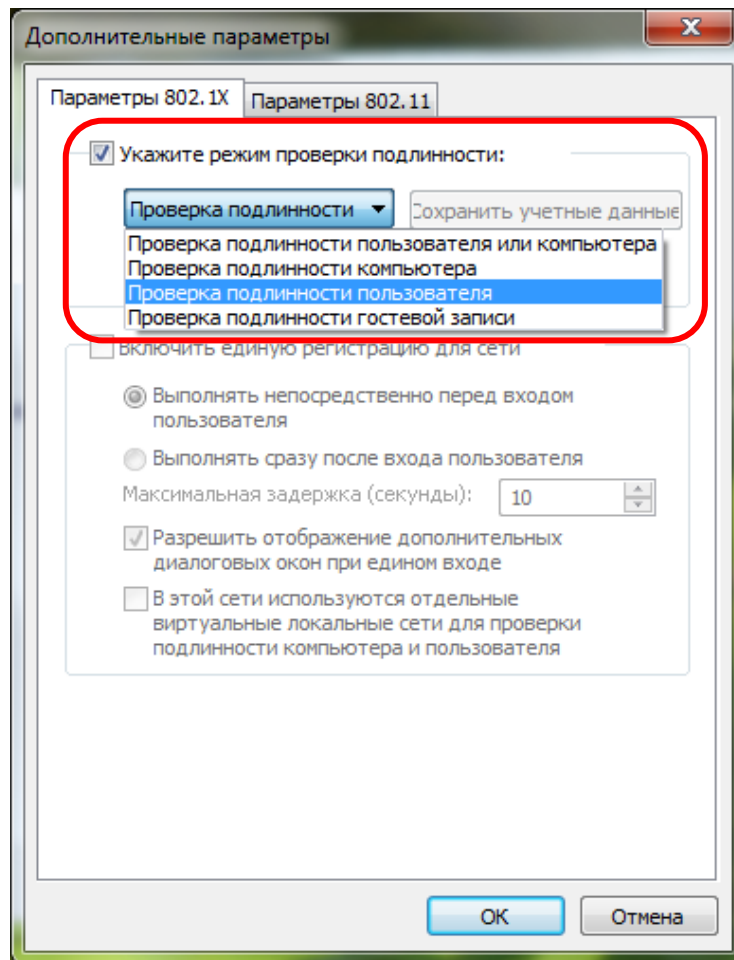 Дополнительные параметры
Параметры 802.1X
Параметры 802.11
Укажите режим проверки подлинности:
Проверка подлинности
Сохранить учетные данные
Проверка подлинности пользователя или компьютера
Проверка подлинности компьютера
Проверка подлинности пользователя
Проверка подлинности гостевой записи
Включить единую регистрацию для сети
Выполнять непосредственно перед входом
пользователя
Выполнять сразу после входа пользователя
Максимальная задержка (секунды):
10
Разрешить отображение дополнительных
диалоговых окон при едином входе
В этой сети используются отдельные
виртуальные локальные сети для проверки
подлинности компьютера и пользователя
ОК
Отмена